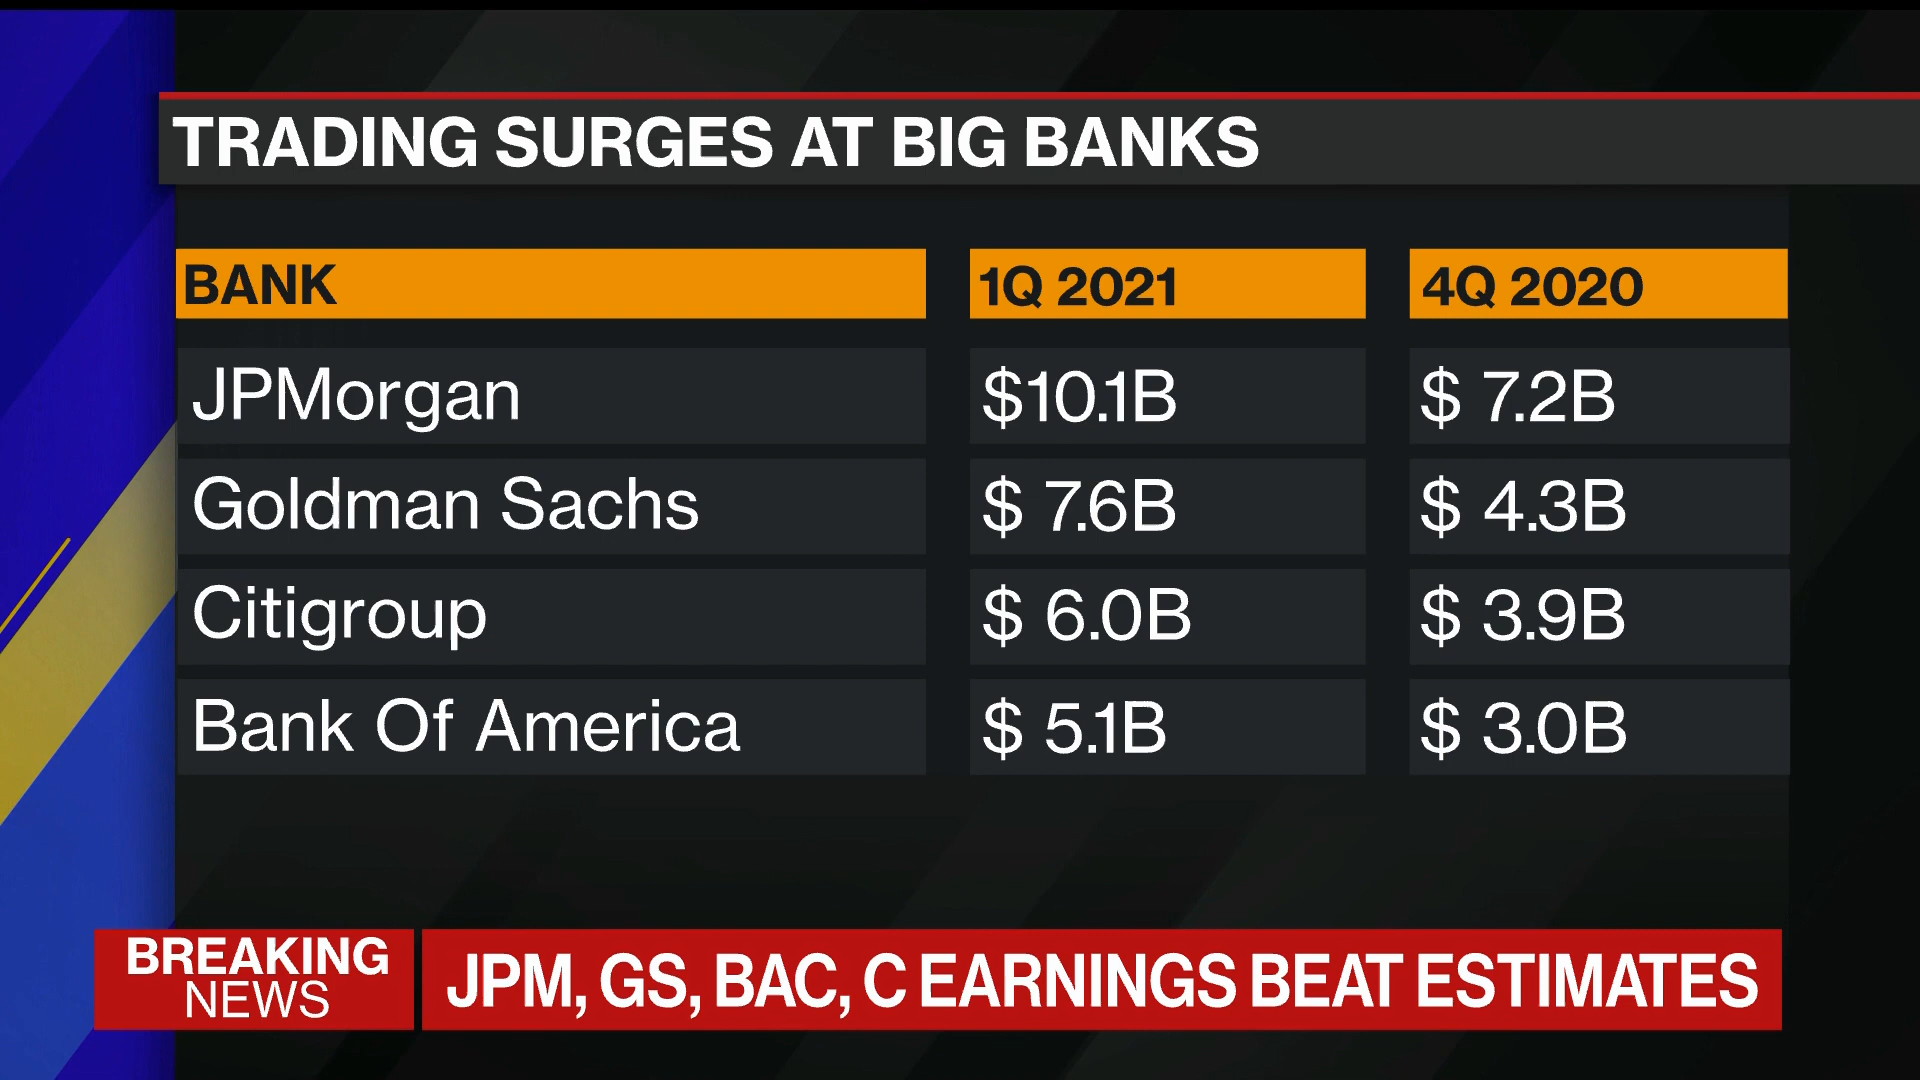 TRADING SURGES AT BIG BANKS
BANK 1Q 2021 4Q 2020
JPMorgan $10.1B $ 7.2B
Goldman Sachs $ 7.6B $ 4.3B
Citigroup $ 6.0B $ 3.9B
Bank Of America $ 5.1B $ 3.0B
BREAKING
NEWS
JPM, GS, BAC, C EARNINGS BEAT ESTIMATES